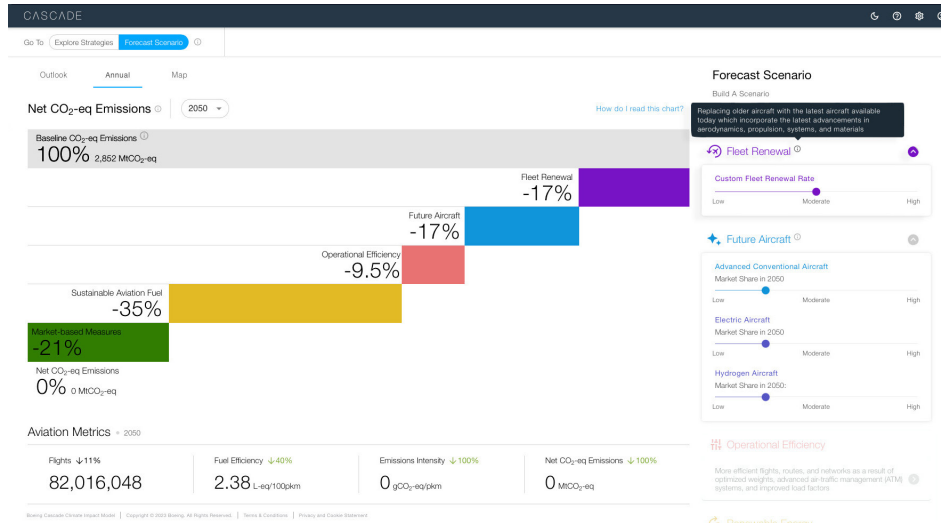 CASCADE
Go To Explore Strategies Forecast Scenario
Outlook Annual Map
Net CO₂-eq Emissions 2050 How do I read this chart?
Baseline CO₂-eq Emissions
100% 2,852 MtCO₂-eq
Fleet Renewal
-17%
Future Aircraft
-17%
Operational Efficiency
-9.5%
Sustainable Aviation Fuel
-35%
Market-based Measures
-21%
Net CO₂-eq Emissions
0% 0 MtCO₂-eq
Aviation Metrics • 2050
Flights ↓11%
82,016,048
Fuel Efficiency ↓40%
2.38 L-eq/100pkm
Emissions Intensity ↓100%
0 gCO₂-eq/pkm
Net CO₂-eq Emissions ↓100%
0 MtCO₂-eq
Boeing Cascade Climate Impact Model | Copyright © 2023 Boeing. All Rights Reserved. | Terms & Conditions | Privacy and Cookie Statement
Forecast Scenario
Build A Scenario
Replacing older aircraft with the latest aircraft available
today which incorporate the latest advancements in
aerodynamics, propulsion, systems, and materials
Fleet Renewal
Custom Fleet Renewal Rate
Low Moderate High
Future Aircraft
Advanced Conventional Aircraft
Market Share in 2050
Low Moderate High
Electric Aircraft
Market Share in 2050
Low Moderate High
Hydrogen Aircraft
Market Share in 2050:
Low Moderate High
Operational Efficiency
More efficient flights, routes, and networks as a result of
optimized weights, advanced air traffic management (ATM)
systems, and improved load factors